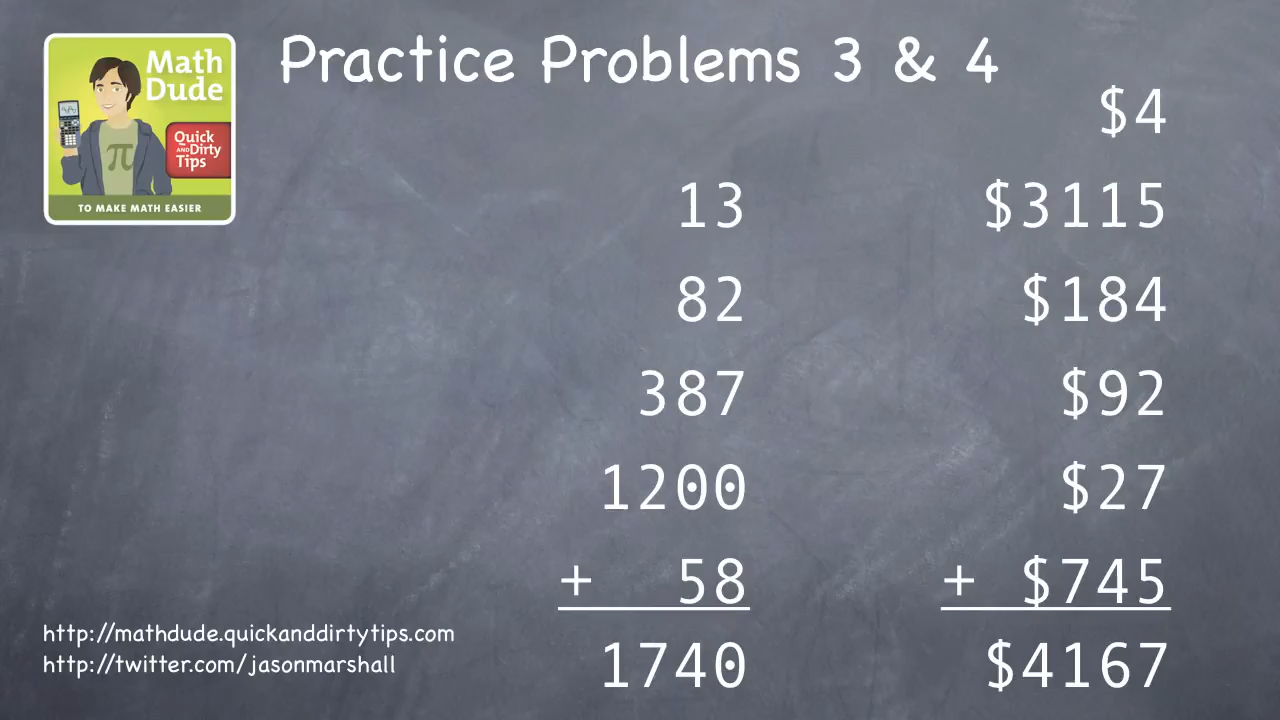 Math
Dude
Quick
AND Dirty
Tips
TO MAKE MATH EASIER
Practice Problems 3 & 4
13
82
387
1200
+ 58
1740
$4
$3115
$184
$92
$27
+ $745
$4167
http://mathdude.quickanddirtytips.com
http://twitter.com/jasonmarshall